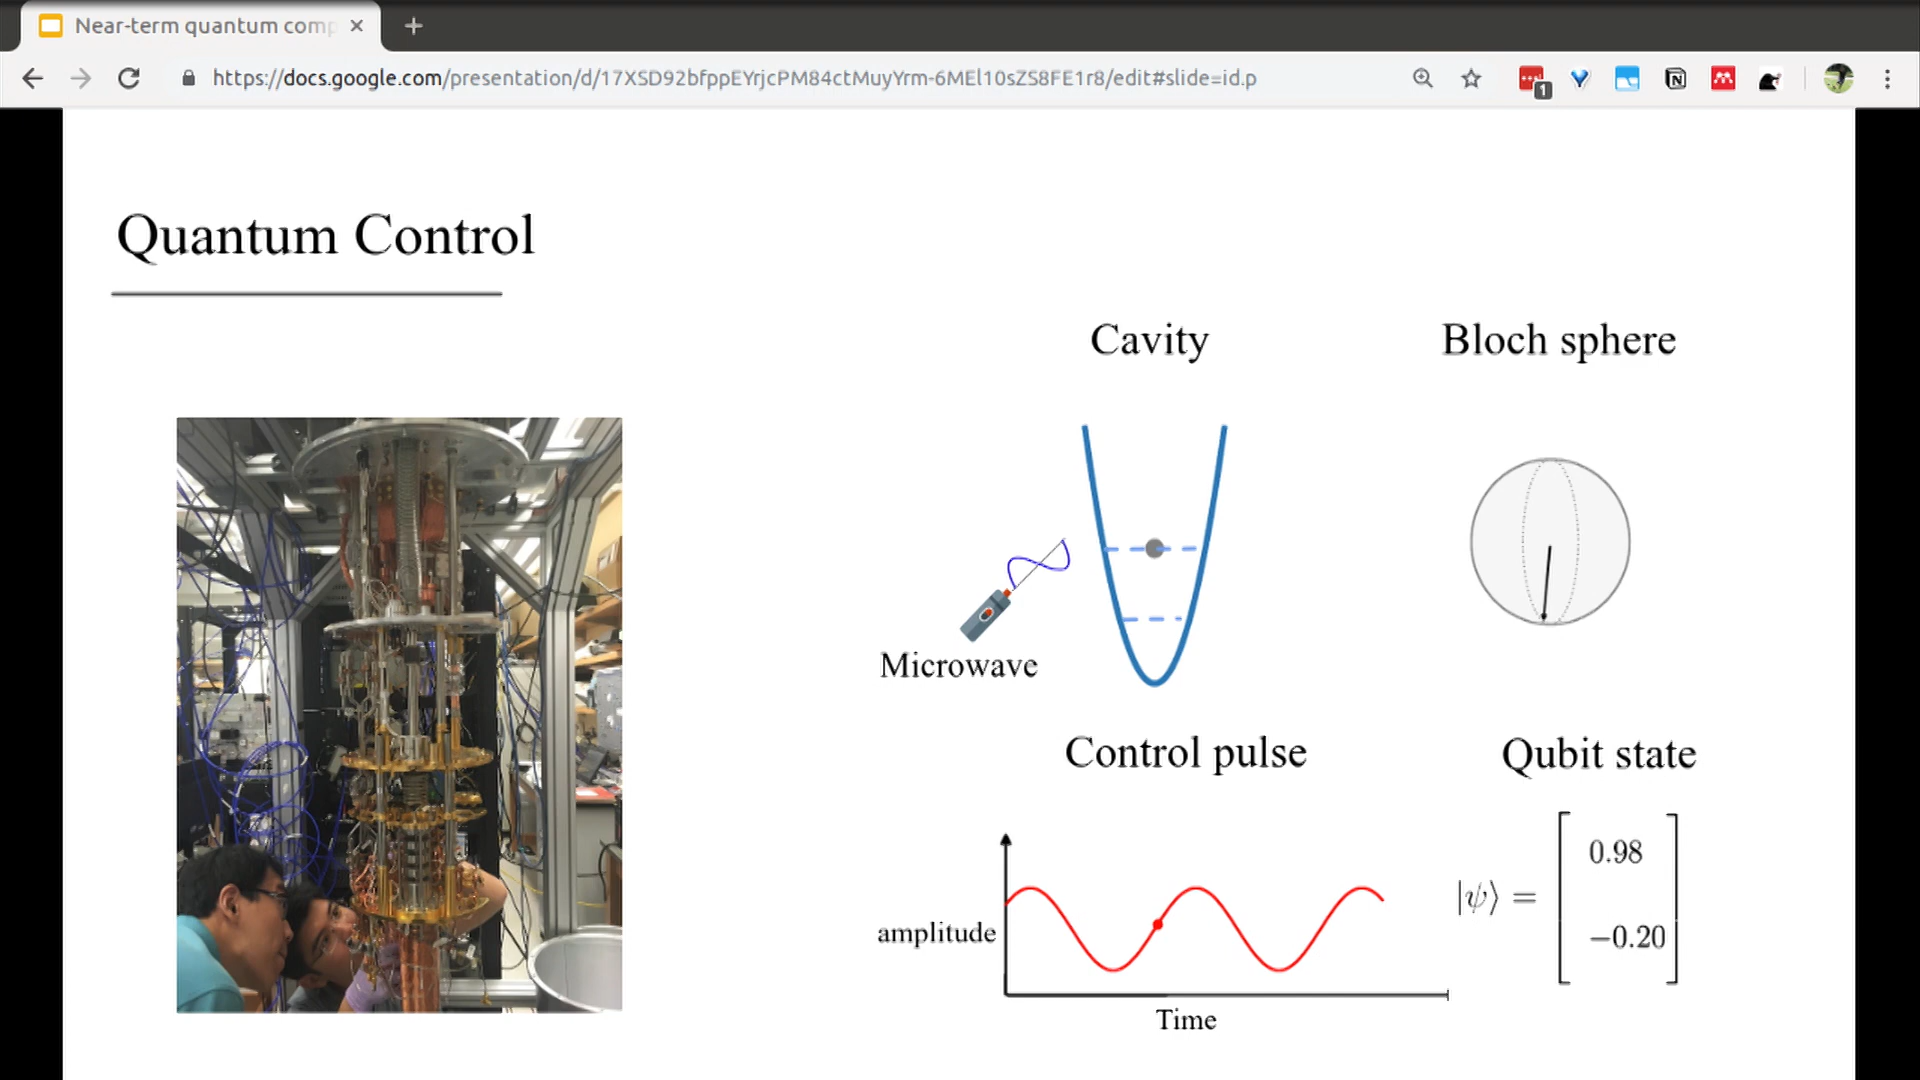 Near-term quantum comp
https://docs.google.com/presentation/d/17XSD92bfppEYrjcPM84ctMuyYrm-6MEl10sZS8FE1r8/edit#slide=id.p
1
Quantum Control
Cavity
Bloch sphere
Microwave
Control pulse
Qubit state
amplitude
Time
|ψ⟩ =
0.98
−0.20